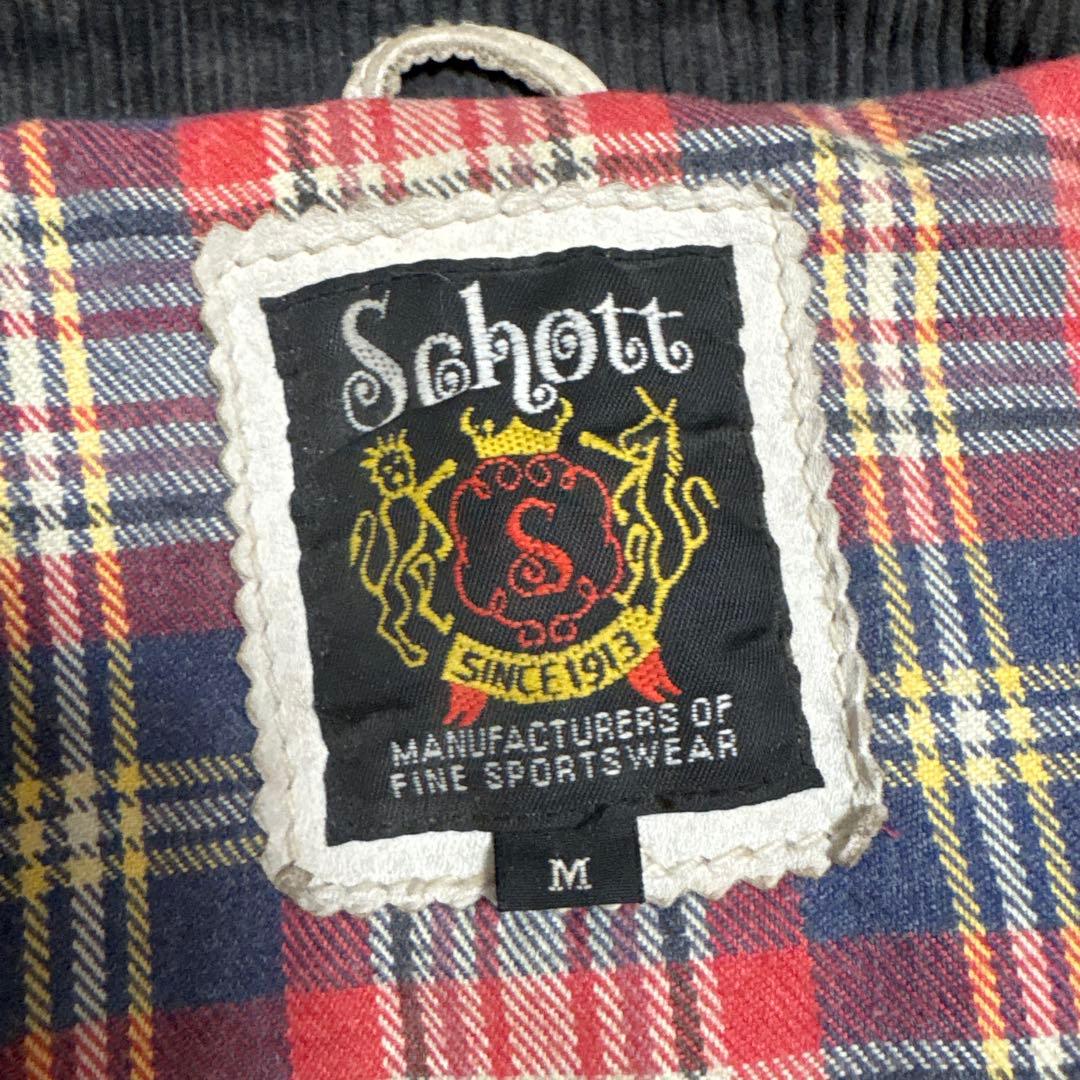 Schott
S
SINCE 1913
MANUFACTURERS OF
FINE SPORTSWEAR
M